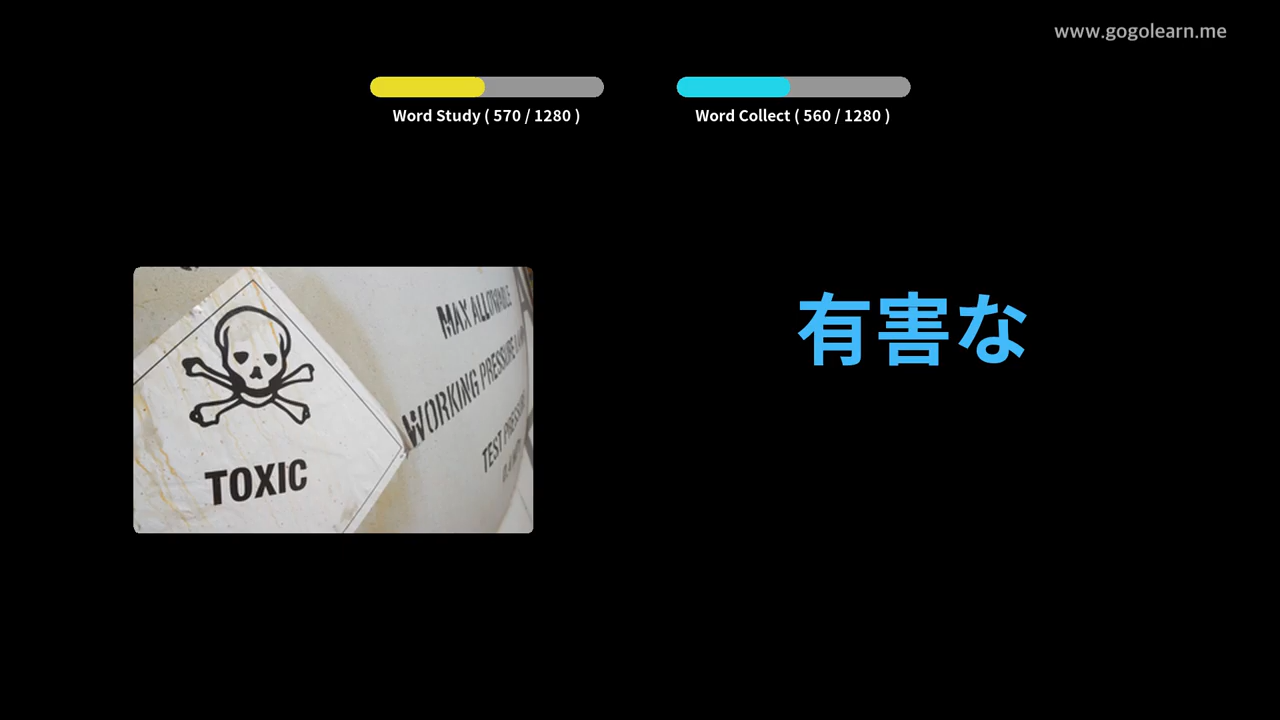 www.gogolearn.me
Word Study ( 570 / 1280 )
Word Collect ( 560 / 1280 )
有害な
MAX ALLOWABLE
WORKING PRESSURE
TEST PRESSURE
TOXIC